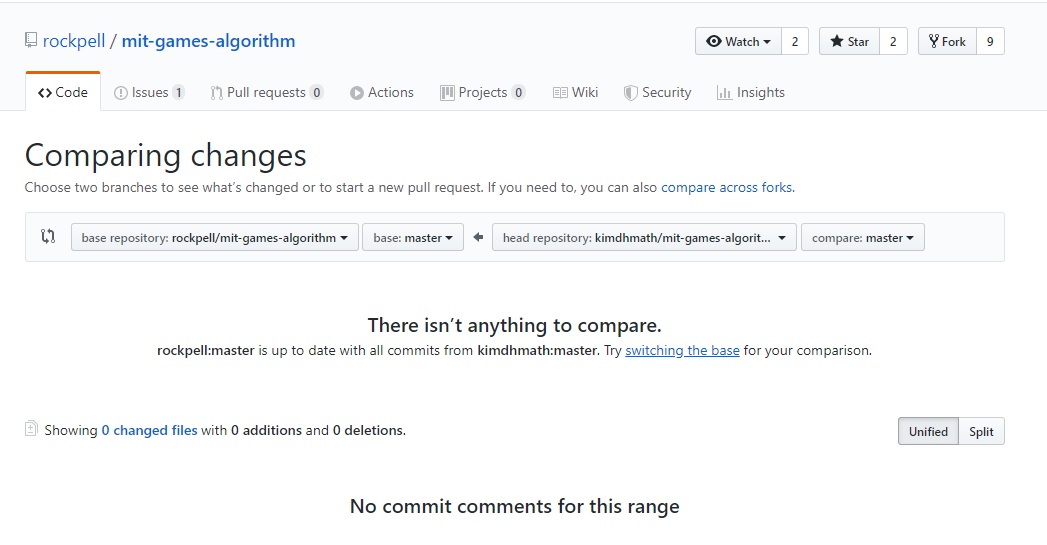 rockpell / mit-games-algorithm Watch 2 Star 2 Fork 9
Code Issues 1 Pull requests 0 Actions Projects 0 Wiki Security Insights
Comparing changes
Choose two branches to see what's changed or to start a new pull request. If you need to, you can also compare across forks.
base repository: rockpell/mit-games-algorithm base: master head repository: kimdhmath/mit-games-algorit... compare: master
There isn't anything to compare.
rockpell:master is up to date with all commits from kimdhmath:master. Try switching the base for your comparison.
Showing 0 changed files with 0 additions and 0 deletions. Unified Split
No commit comments for this range